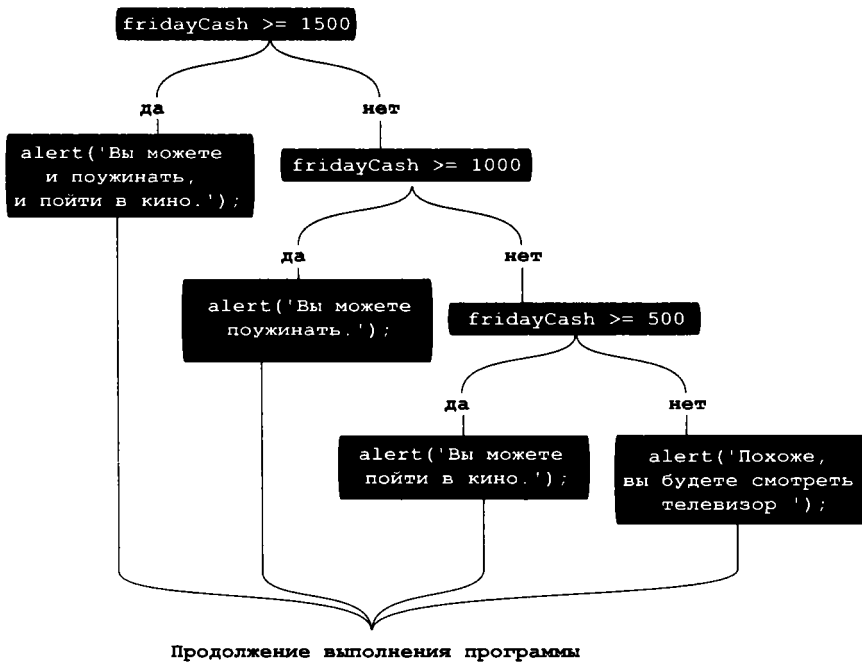 fridayCash >= 1500
да
нет
alert('Вы можете
и поужинать,
и пойти в кино.');
fridayCash >= 1000
да
нет
alert('Вы можете
поужинать.');
fridayCash >= 500
да
нет
alert('Вы можете
пойти в кино.');
alert('Похоже,
вы будете смотреть
телевизор ');
Продолжение выполнения программы